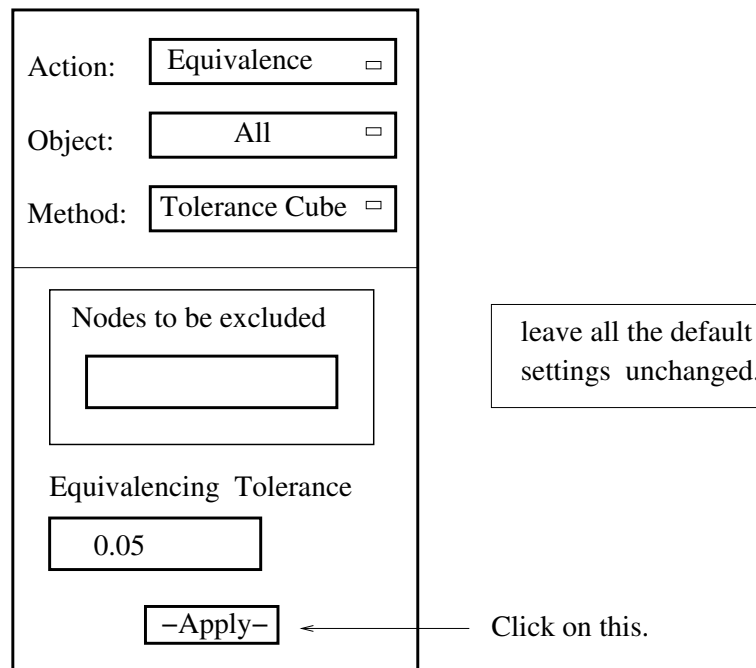 Action: Equivalence
Object: All
Method: Tolerance Cube
Nodes to be excluded
leave all the default
settings unchanged.
Equivalencing Tolerance
0.05
−Apply−
Click on this.